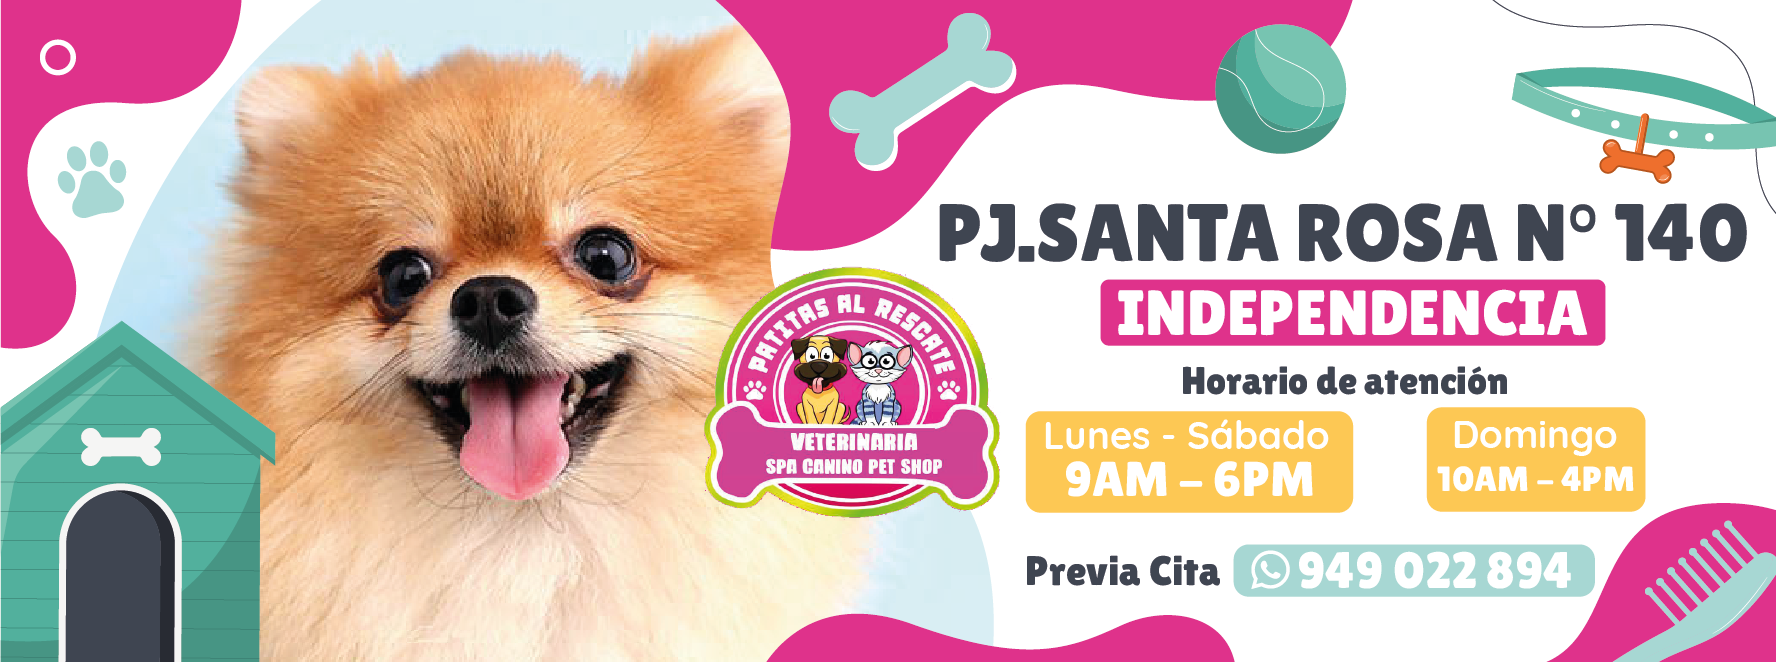 PJ.SANTA ROSA Nº 140
INDEPENDENCIA
PATITAS AL RESCATE
VETERINARIA
SPA CANINO PET SHOP
Horario de atención
Lunes - Sábado
9AM – 6PM
Domingo
10AM – 4PM
Previa Cita 949 022 894